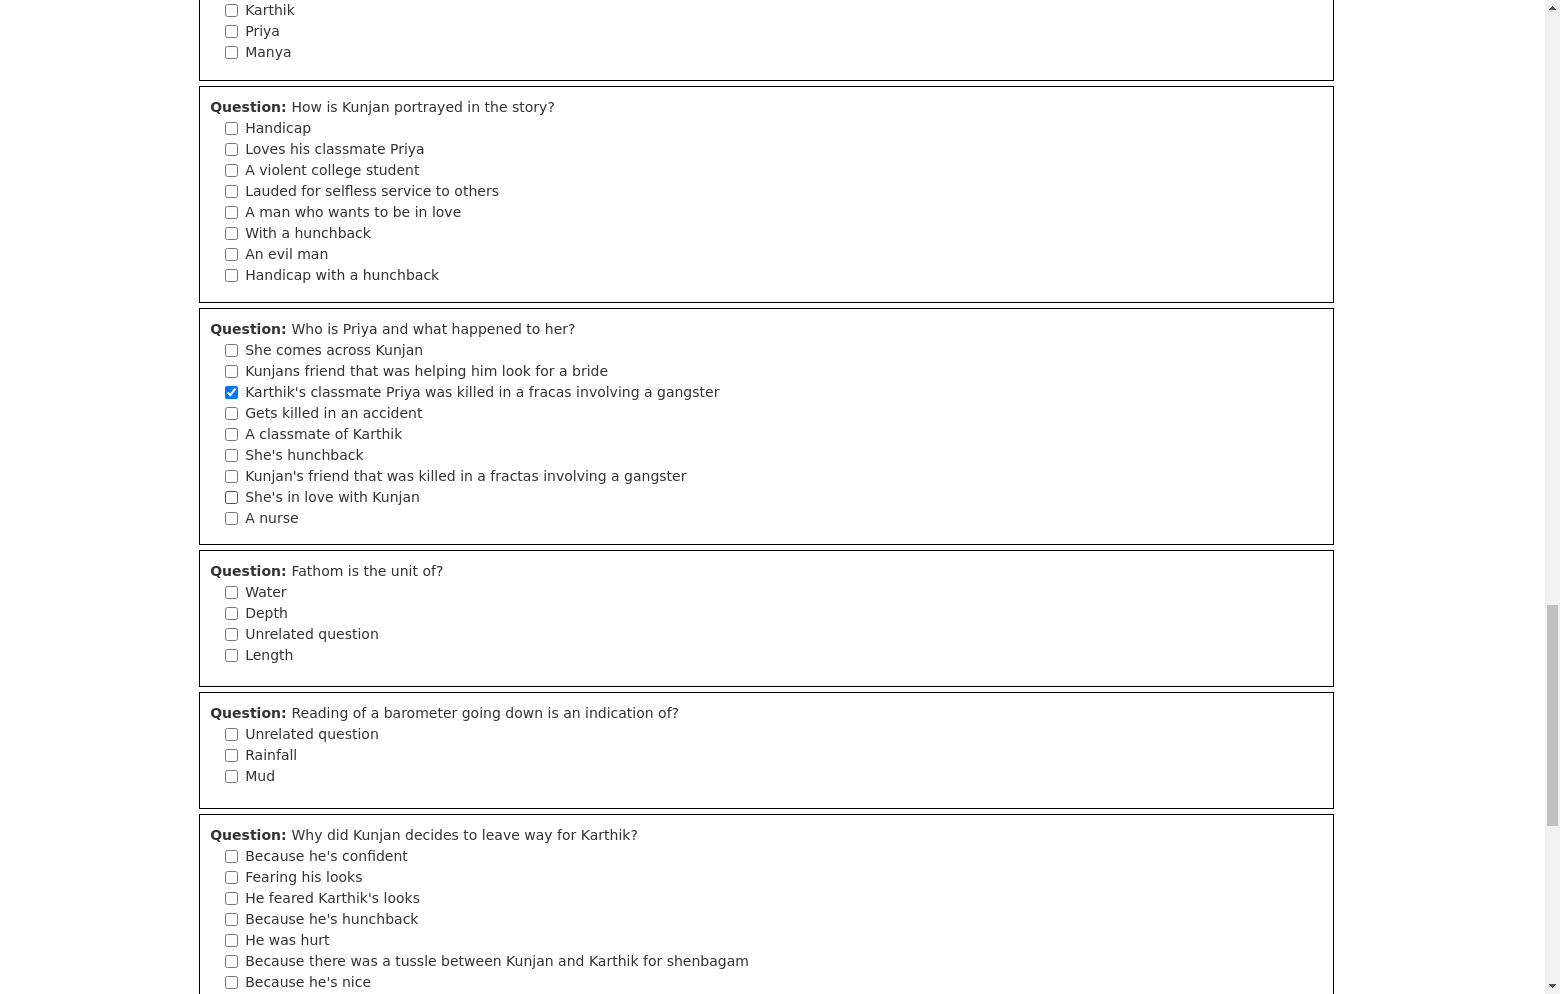 Karthik
Priya
Manya
Question: How is Kunjan portrayed in the story?
Handicap
Loves his classmate Priya
A violent college student
Lauded for selfless service to others
A man who wants to be in love
With a hunchback
An evil man
Handicap with a hunchback
Question: Who is Priya and what happened to her?
She comes across Kunjan
Kunjans friend that was helping him look for a bride
Karthik's classmate Priya was killed in a fracas involving a gangster
Gets killed in an accident
A classmate of Karthik
She's hunchback
Kunjan's friend that was killed in a fractas involving a gangster
She's in love with Kunjan
A nurse
Question: Fathom is the unit of?
Water
Depth
Unrelated question
Length
Question: Reading of a barometer going down is an indication of?
Unrelated question
Rainfall
Mud
Question: Why did Kunjan decides to leave way for Karthik?
Because he's confident
Fearing his looks
He feared Karthik's looks
Because he's hunchback
He was hurt
Because there was a tussle between Kunjan and Karthik for shenbagam
Because he's nice